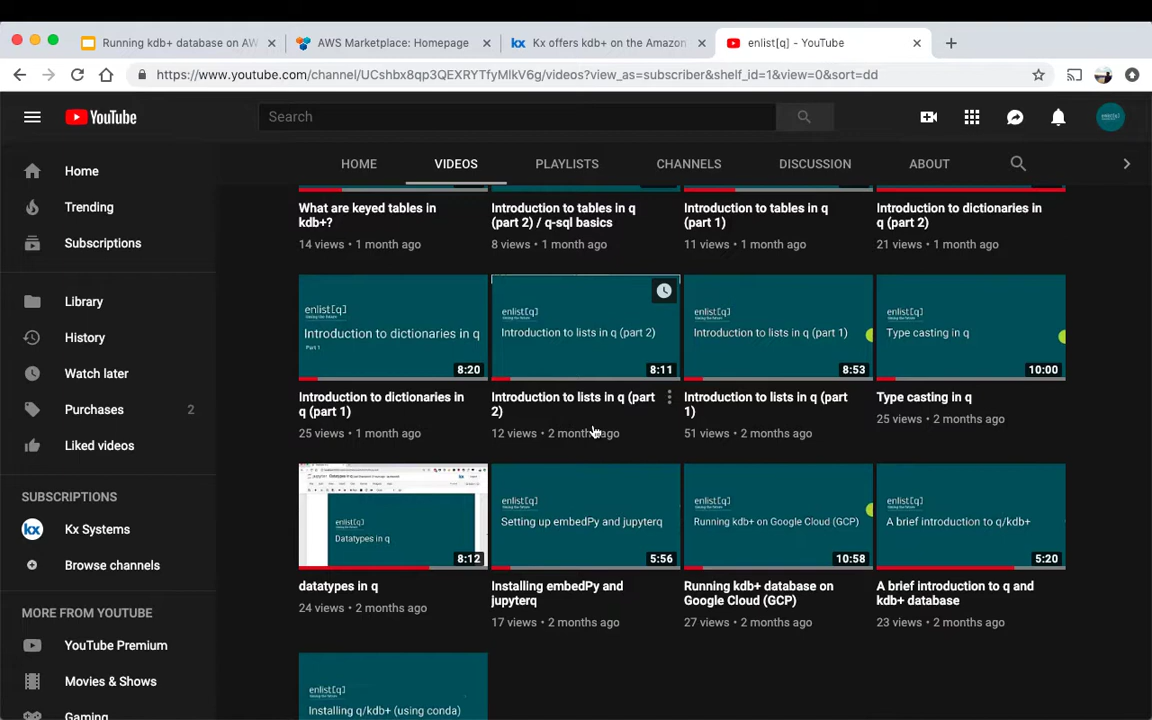 Running kdb+ database on AW
AWS Marketplace: Homepage
Kx offers kdb+ on the Amazon
enlist[q] - YouTube
https://www.youtube.com/channel/UCshbx8qp3QEXRYTfyMlkV6g/videos?view_as=subscriber&shelf_id=1&view=0&sort=dd
YouTube
Search
HOME
VIDEOS
PLAYLISTS
CHANNELS
DISCUSSION
ABOUT
Home
Trending
Subscriptions
Library
History
Watch later
Purchases 2
Liked videos
SUBSCRIPTIONS
kx Kx Systems
Browse channels
MORE FROM YOUTUBE
YouTube Premium
Movies & Shows
Gaming
What are keyed tables in
kdb+?
14 views • 1 month ago
Introduction to tables in q
(part 2) / q-sql basics
8 views • 1 month ago
Introduction to tables in q
(part 1)
11 views • 1 month ago
Introduction to dictionaries in
q (part 2)
21 views • 1 month ago
enlist[q]
Introduction to dictionaries in q
Part 1
8:20
Introduction to dictionaries in
q (part 1)
25 views • 1 month ago
enlist[q]
Introduction to lists in q (part 2)
8:11
Introduction to lists in q (part
2)
12 views • 2 months ago
enlist[q]
Introduction to lists in q (part 1)
8:53
Introduction to lists in q (part
1)
51 views • 2 months ago
enlist[q]
Type casting in q
10:00
Type casting in q
25 views • 2 months ago
enlist[q]
Datatypes in q
8:12
datatypes in q
24 views • 2 months ago
enlist[q]
Setting up embedPy and jupyterq
5:56
Installing embedPy and
jupyterq
17 views • 2 months ago
enlist[q]
Running kdb+ on Google Cloud (GCP)
10:58
Running kdb+ database on
Google Cloud (GCP)
27 views • 2 months ago
enlist[q]
A brief introduction to q/kdb+
5:20
A brief introduction to q and
kdb+ database
23 views • 2 months ago
enlist[q]
Installing q/kdb+ (using conda)